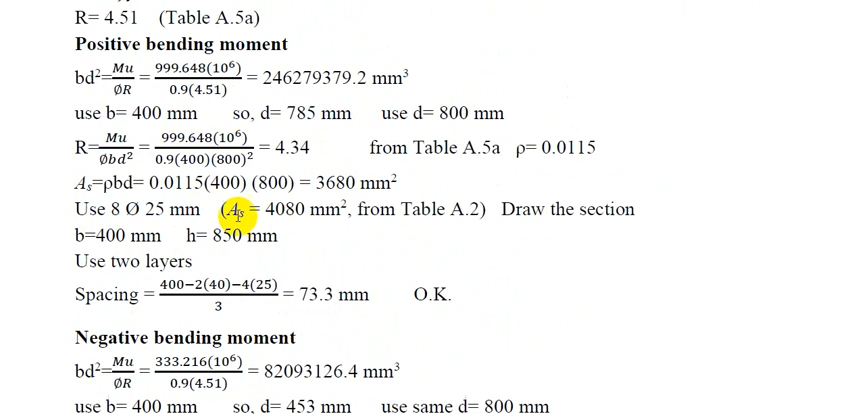 R= 4.51 (Table A.5a)
Positive bending moment
bd²=Mu/ØR = 999.648(10⁶)/0.9(4.51) = 246279379.2 mm³
use b= 400 mm so, d= 785 mm use d= 800 mm
R=Mu/Øbd² = 999.648(10⁶)/0.9(400)(800)² = 4.34 from Table A.5a ρ= 0.0115
Aₛ=ρbd= 0.0115(400) (800) = 3680 mm²
Use 8 Ø 25 mm (Aₛ = 4080 mm², from Table A.2) Draw the section
b=400 mm h= 850 mm
Use two layers
Spacing = 400−2(40)−4(25)/3 = 73.3 mm O.K.
Negative bending moment
bd²=Mu/ØR = 333.216(10⁶)/0.9(4.51) = 82093126.4 mm³
use b= 400 mm so, d= 453 mm use same d= 800 mm